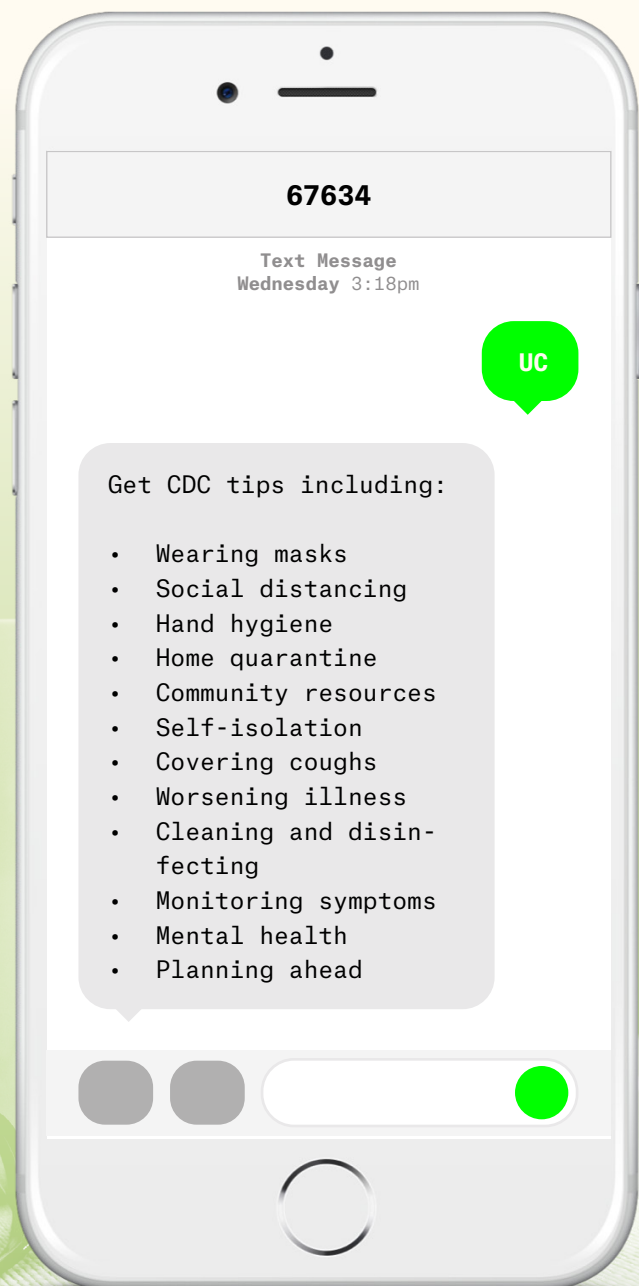 67634
Text Message
Wednesday 3:18pm
UC
Get CDC tips including:
• Wearing masks
• Social distancing
• Hand hygiene
• Home quarantine
• Community resources
• Self-isolation
• Covering coughs
• Worsening illness
• Cleaning and disin-
fecting
• Monitoring symptoms
• Mental health
• Planning ahead